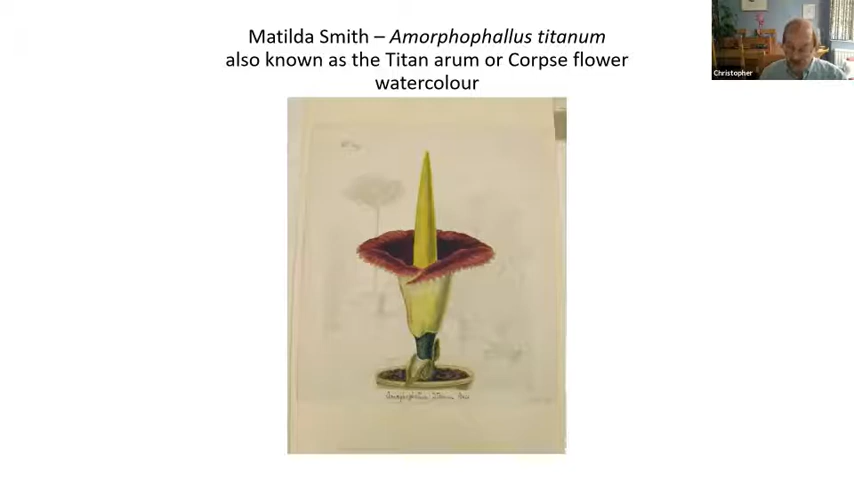 Matilda Smith – Amorphophallus titanum
also known as the Titan arum or Corpse flower
watercolour
Christopher